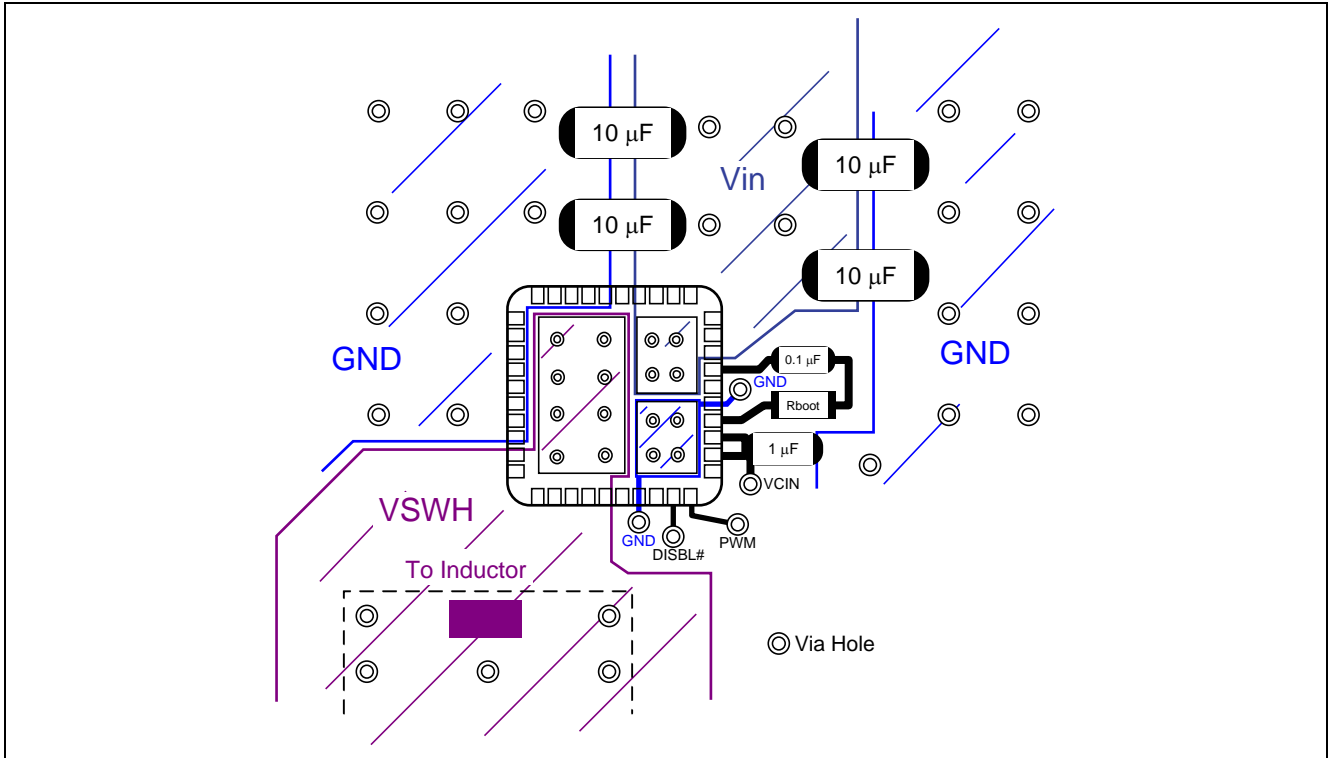 10 μF
10 μF
Vin
10 μF
10 μF
GND
GND
0.1 μF
GND
Rboot
1 μF
VCIN
VSWH
GND
DISBL#
PWM
To Inductor
Via Hole